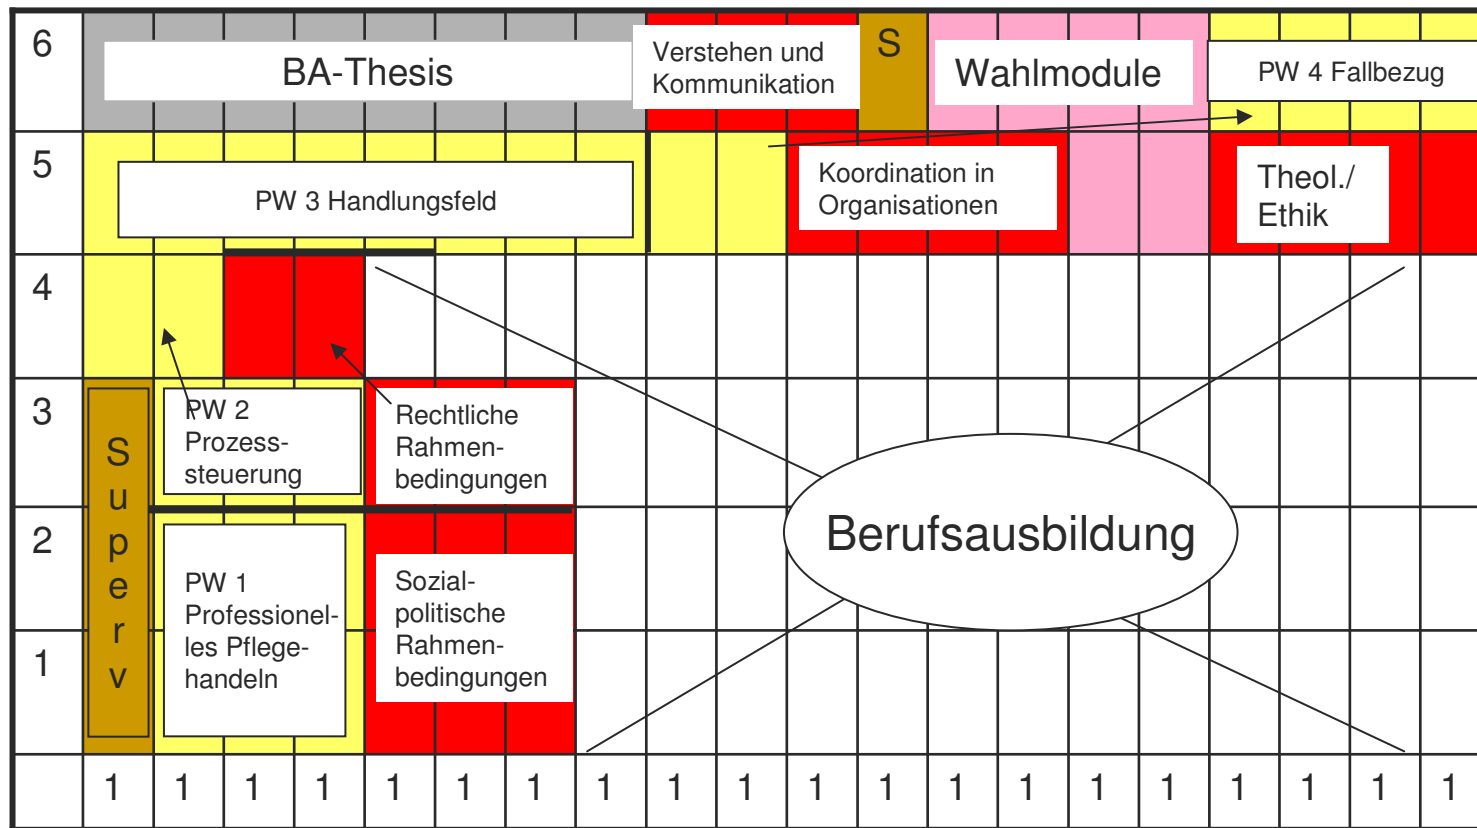 6
BA-Thesis
Verstehen und
Kommunikation
S
Wahlmodule
PW 4 Fallbezug
5
PW 3 Handlungsfeld
Koordination in
Organisationen
Theol./
Ethik
4
3
PW 2
Prozess-
steuerung
Rechtliche
Rahmen-
bedingungen
S
u
p
e
r
v
2
PW 1
Professionel-
les Pflege-
handeln
Sozial-
politische
Rahmen-
bedingungen
Berufsausbildung
1
1 1 1 1 1 1 1 1 1 1 1 1 1 1 1 1 1 1 1 1